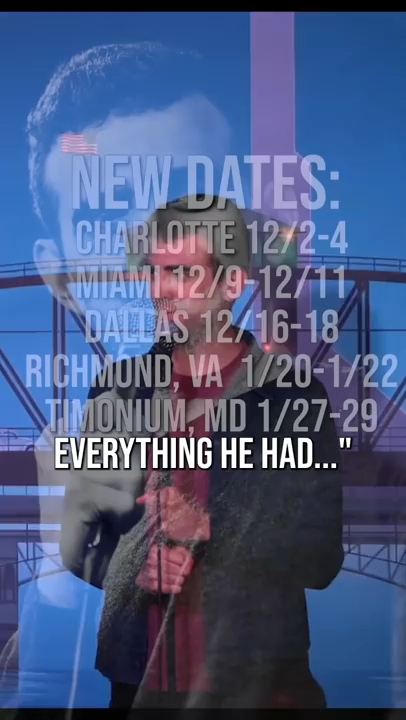 NEW DATES:
CHARLOTTE 12/2-4
MIAMI 12/9-12/11
DALLAS 12/16-18
RICHMOND, VA 1/20-1/22
TIMONIUM, MD 1/27-29
EVERYTHING HE HAD..."